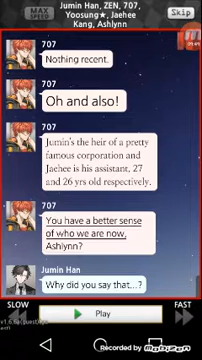 Jumin Han, ZEN, 707,
Yoosung★, Jaehee
Kang, Ashlynn
MAX
SPEED
Skip
707
Nothing recent.
707
Oh and also!
707
Jumin's the heir of a pretty
famous corporation and
Jaehee is his assistant, 27
and 26 yrs old respectively.
707
You have a better sense
of who we are now,
Ashlynn?
Jumin Han
Why did you say that...?
SLOW
Play
FAST
Recorded by